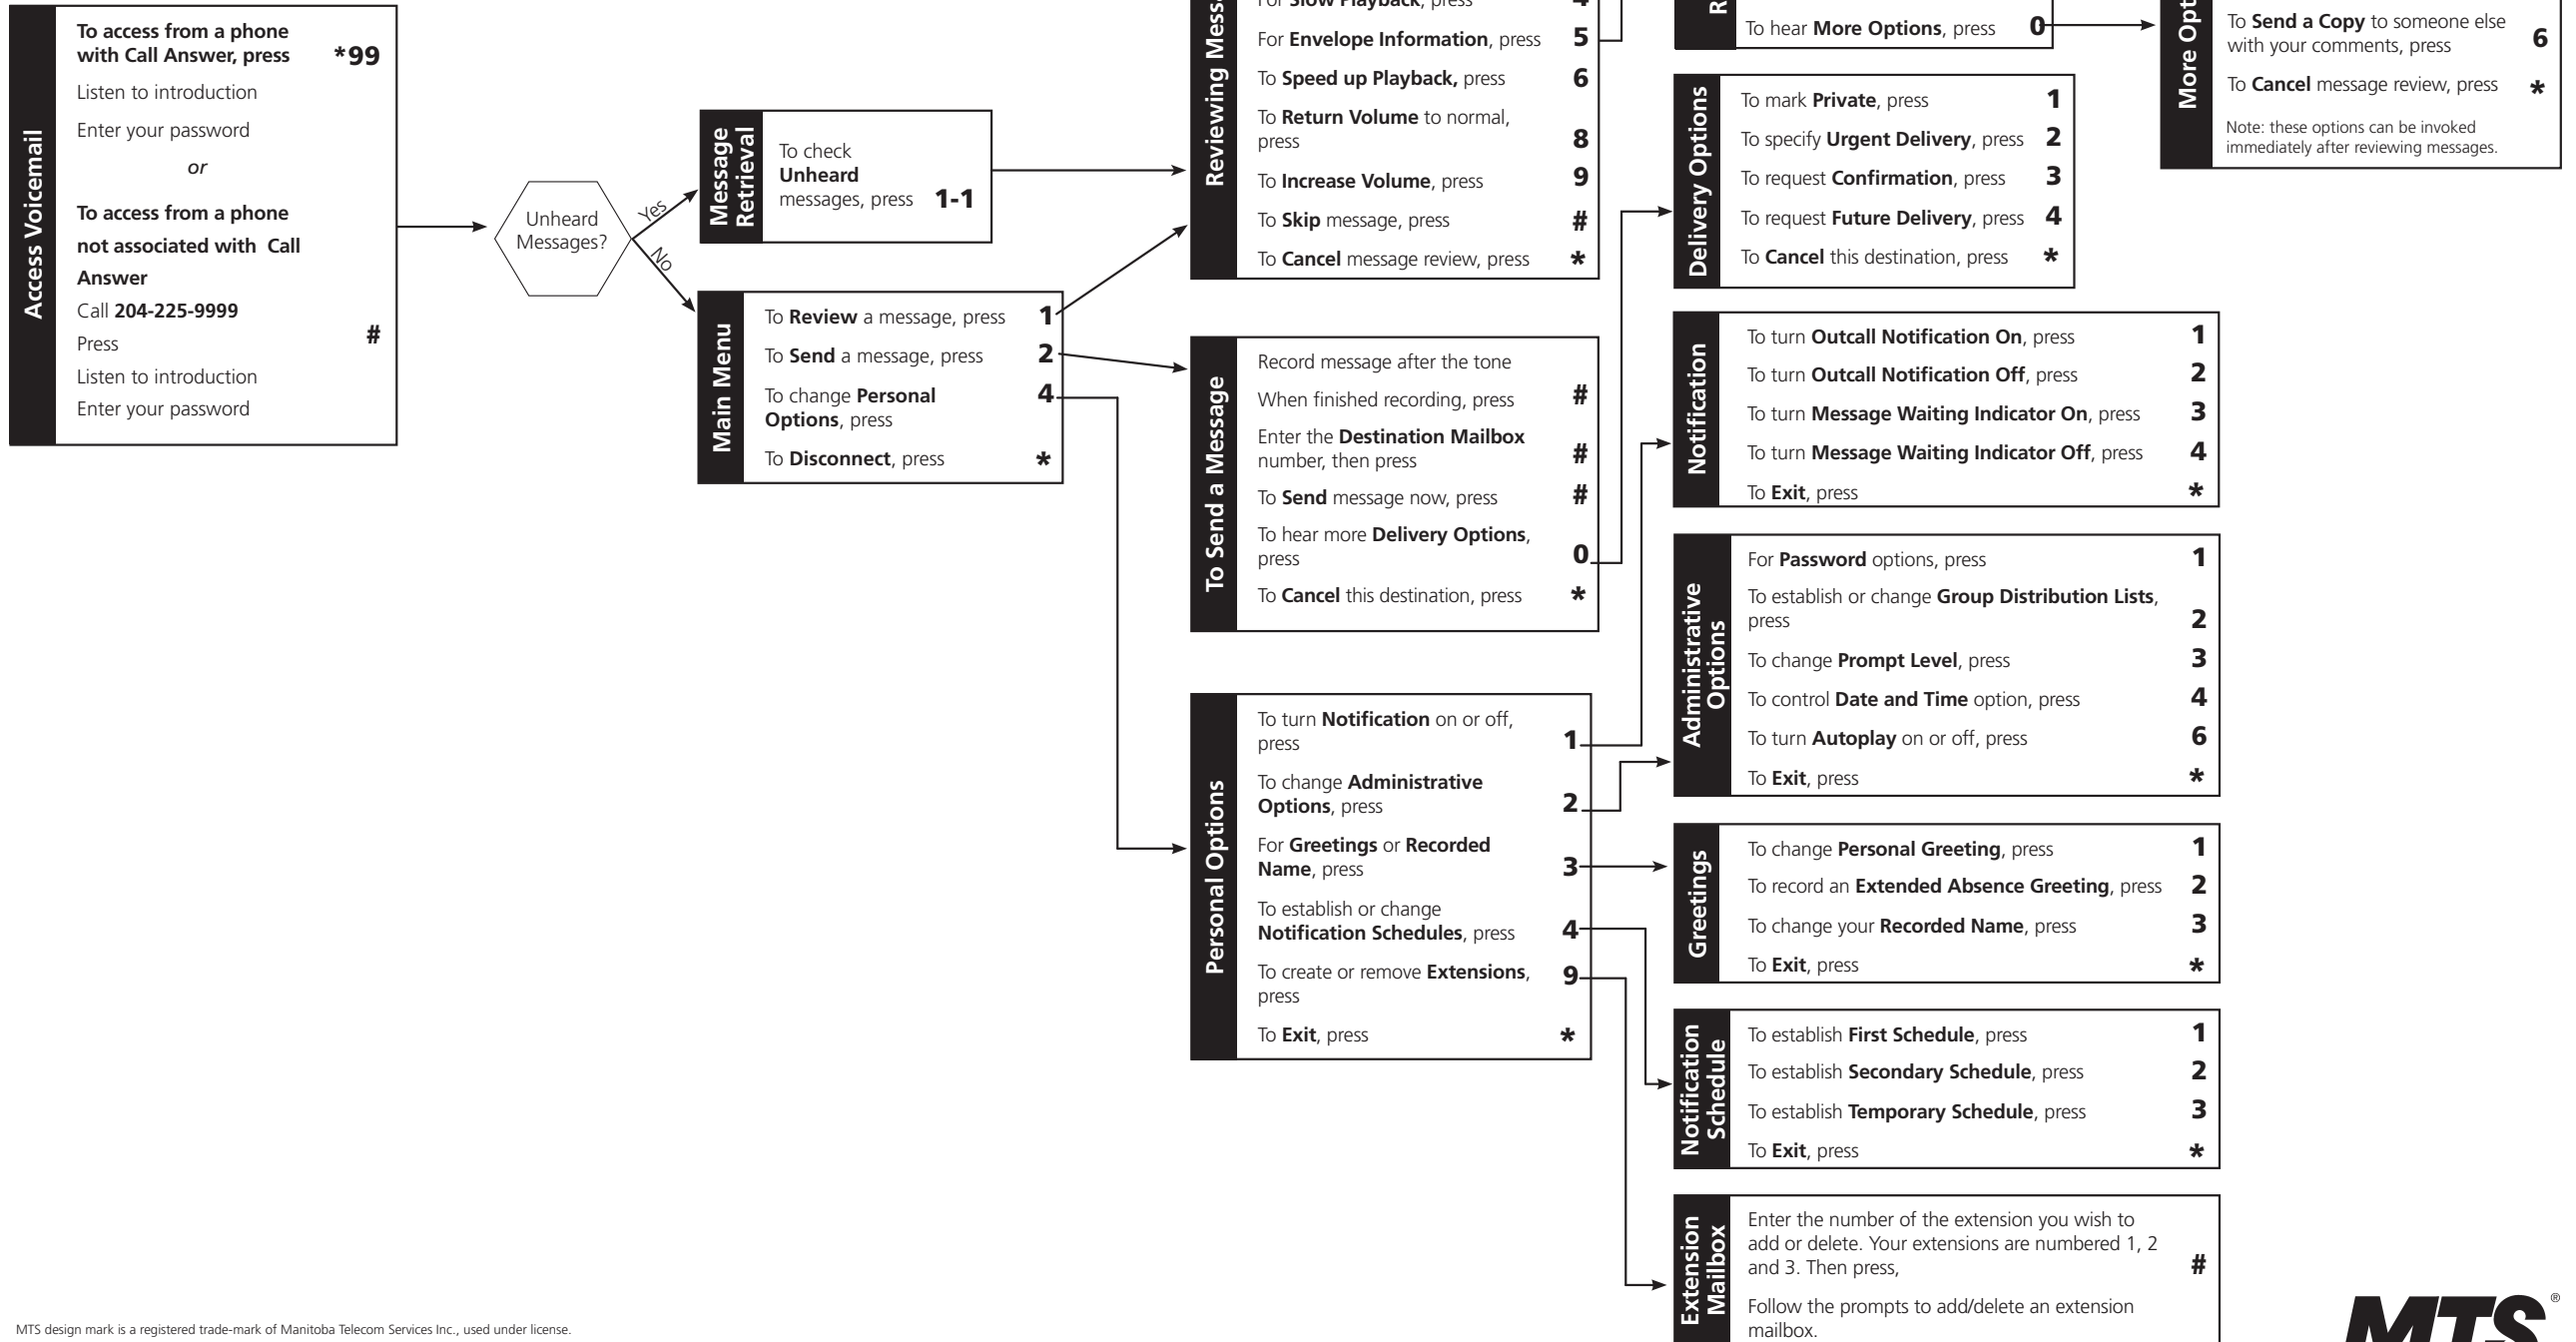 Access Voicemail
To access from a phone
with Call Answer, press *99
Listen to introduction
Enter your password
or
To access from a phone
not associated with Call
Answer
Call 204-225-9999
Press #
Listen to introduction
Enter your password
Unheard
Messages?
Yes
No
Message
Retrieval
To check
Unheard
messages, press 1-1
Main Menu
To Review a message, press 1
To Send a message, press 2
To change Personal 4
Options, press
To Disconnect, press *
Reviewing
For Slow Playback, press 4
For Envelope Information, press 5
To Speed up Playback, press 6
To Return Volume to normal,
press 8
To Increase Volume, press 9
To Skip message, press #
To Cancel message review, press *
To Send a Message
Record message after the tone
When finished recording, press #
Enter the Destination Mailbox
number, then press #
To Send message now, press #
To hear more Delivery Options,
press 0
To Cancel this destination, press *
Personal Options
To turn Notification on or off,
press 1
To change Administrative
Options, press 2
For Greetings or Recorded
Name, press 3
To establish or change
Notification Schedules, press 4
To create or remove Extensions, 9
press
To Exit, press *
To hear More Options, press 0
More
To Send a Copy to someone else
with your comments, press 6
To Cancel message review, press *
Note: these options can be invoked
immediately after reviewing messages.
Delivery Options
To mark Private, press 1
To specify Urgent Delivery, press 2
To request Confirmation, press 3
To request Future Delivery, press 4
To Cancel this destination, press *
Notification
To turn Outcall Notification On, press 1
To turn Outcall Notification Off, press 2
To turn Message Waiting Indicator On, press 3
To turn Message Waiting Indicator Off, press 4
To Exit, press *
Administrative
Options
For Password options, press 1
To establish or change Group Distribution Lists,
press 2
To change Prompt Level, press 3
To control Date and Time option, press 4
To turn Autoplay on or off, press 6
To Exit, press *
Greetings
To change Personal Greeting, press 1
To record an Extended Absence Greeting, press 2
To change your Recorded Name, press 3
To Exit, press *
Notification
Schedule
To establish First Schedule, press 1
To establish Secondary Schedule, press 2
To establish Temporary Schedule, press 3
To Exit, press *
Extension
Mailbox
Enter the number of the extension you wish to
add or delete. Your extensions are numbered 1, 2
and 3. Then press, #
Follow the prompts to add/delete an extension
mailbox.
MTS design mark is a registered trade-mark of Manitoba Telecom Services Inc., used under license.
MTS®